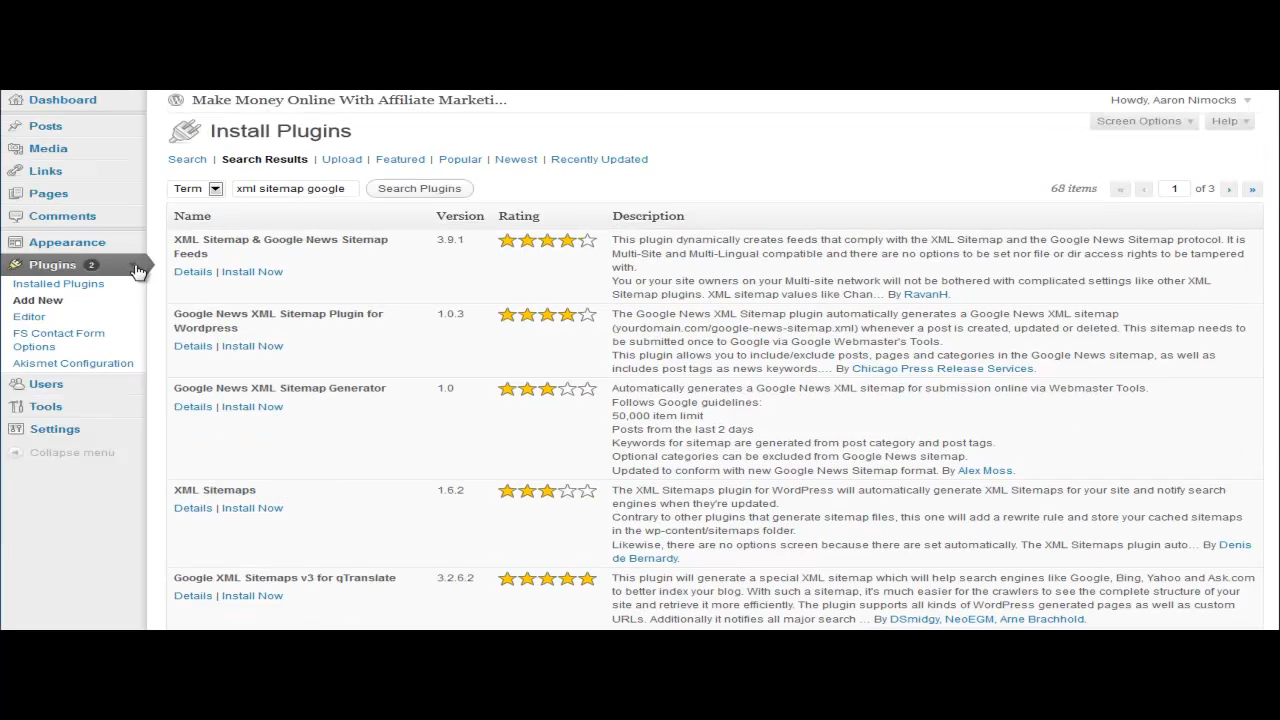 Dashboard
Posts
Media
Links
Pages
Comments
Appearance
Plugins 2
Installed Plugins
Add New
Editor
FS Contact Form
Options
Akismet Configuration
Users
Tools
Settings
Collapse menu
Make Money Online With Affiliate Marketi...
Howdy, Aaron Nimocks
Screen Options
Help
Install Plugins
Search | Search Results | Upload | Featured | Popular | Newest | Recently Updated
Term xml sitemap google Search Plugins 68 items « ‹ 1 of 3 › »
Name Version Rating Description
XML Sitemap & Google News Sitemap
Feeds
Details | Install Now
3.9.1
This plugin dynamically creates feeds that comply with the XML Sitemap and the Google News Sitemap protocol. It is
Multi-Site and Multi-Lingual compatible and there are no options to be set nor file or dir access rights to be tampered
with.
You or your site owners on your Multi-site network will not be bothered with complicated settings like other XML
Sitemap plugins. XML sitemap values like Chan... By RavanH.
Google News XML Sitemap Plugin for
Wordpress
Details | Install Now
1.0.3
The Google News XML Sitemap plugin automatically generates a Google News XML sitemap
(yourdomain.com/google-news-sitemap.xml) whenever a post is created, updated or deleted. This sitemap needs to
be submitted once to Google via Google Webmaster's Tools.
This plugin allows you to include/exclude posts, pages and categories in the Google News sitemap, as well as
includes post tags as news keywords.... By Chicago Press Release Services.
Google News XML Sitemap Generator
Details | Install Now
1.0
Automatically generates a Google News XML sitemap for submission online via Webmaster Tools.
Follows Google guidelines:
50,000 item limit
Posts from the last 2 days
Keywords for sitemap are generated from post category and post tags.
Optional categories can be excluded from Google News sitemap.
Updated to conform with new Google News Sitemap format. By Alex Moss.
XML Sitemaps
Details | Install Now
1.6.2
The XML Sitemaps plugin for WordPress will automatically generate XML Sitemaps for your site and notify search
engines when they're updated.
Contrary to other plugins that generate sitemap files, this one will add a rewrite rule and store your cached sitemaps
in the wp-content/sitemaps folder.
Likewise, there are no options screen because there are set automatically. The XML Sitemaps plugin auto... By Denis
de Bernardy.
Google XML Sitemaps v3 for qTranslate
Details | Install Now
3.2.6.2
This plugin will generate a special XML sitemap which will help search engines like Google, Bing, Yahoo and Ask.com
to better index your blog. With such a sitemap, it's much easier for the crawlers to see the complete structure of your
site and retrieve it more efficiently. The plugin supports all kinds of WordPress generated pages as well as custom
URLs. Additionally it notifies all major search ... By DSmidgy, NeoEGM, Arne Brachhold.